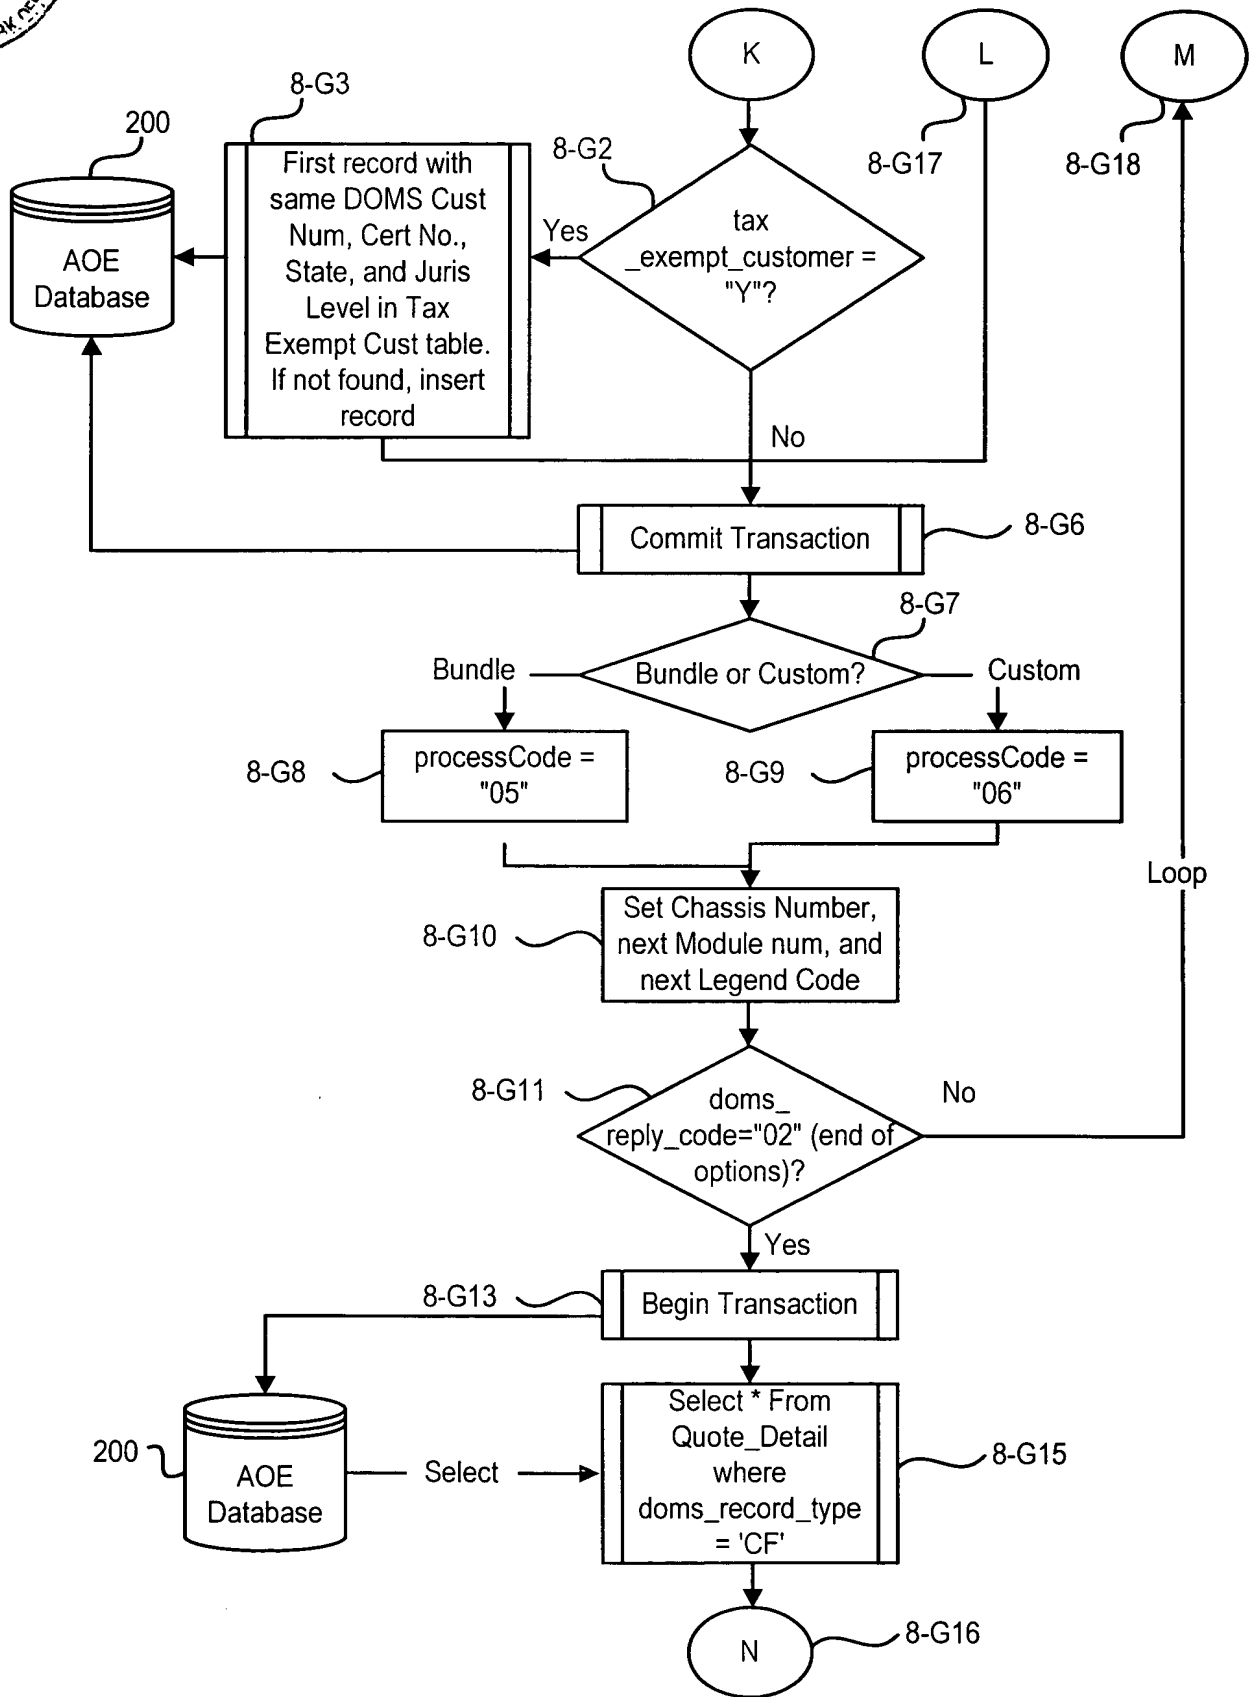 K
L
M
8-G3
200
8-G2
8-G17
8-G18
First record with
same DOMS Cust
Num, Cert No.,
State, and Juris
Level in Tax
Exempt Cust table.
If not found, insert
record
Yes
tax
_exempt_customer =
"Y"?
AOE
Database
No
Commit Transaction
8-G6
8-G7
Bundle
Bundle or Custom?
Custom
8-G8
processCode =
"05"
8-G9
processCode =
"06"
Loop
8-G10
Set Chassis Number,
next Module num, and
next Legend Code
8-G11
doms_
reply_code="02" (end of
options)?
No
Yes
8-G13
Begin Transaction
200
AOE
Database
Select
Select * From
Quote_Detail
where
doms_record_type
= 'CF'
8-G15
N
8-G16